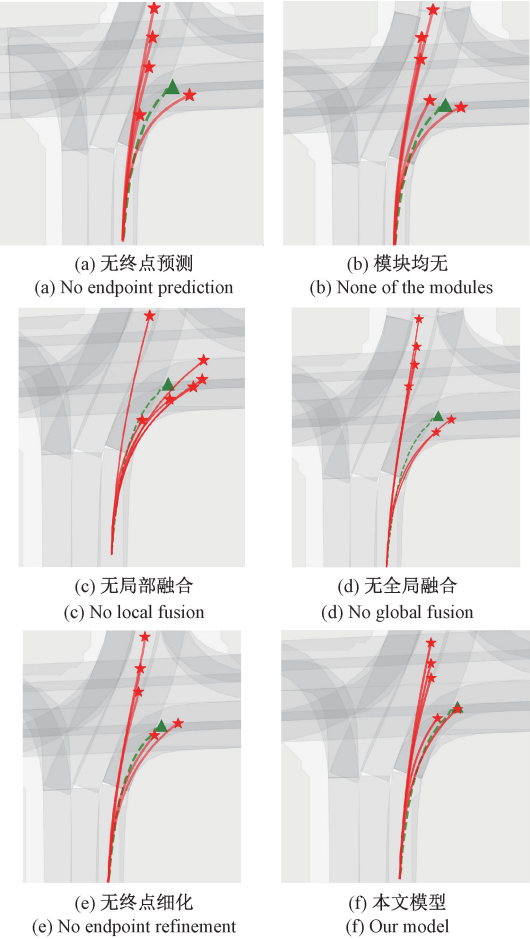 (a) 无终点预测
(a) No endpoint prediction
(b) 模块均无
(b) None of the modules
(c) 无局部融合
(c) No local fusion
(d) 无全局融合
(d) No global fusion
(e) 无终点细化
(e) No endpoint refinement
(f) 本文模型
(f) Our model